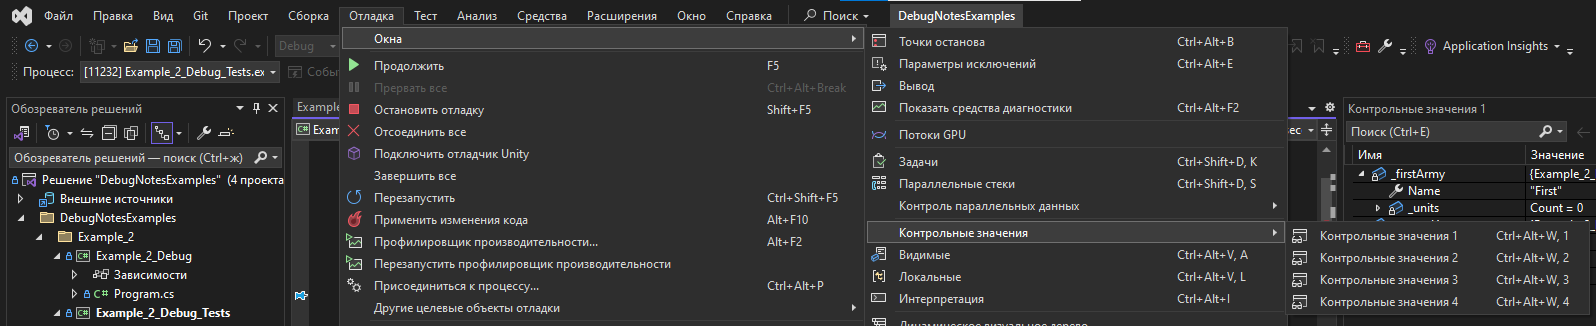 Файл Правка Вид Git Проект Сборка Отладка Тест Анализ Средства Расширения Окно Справка Поиск DebugNotesExamples
Debug
Application Insights
Процесс: [11232] Example_2_Debug_Tests.ex
Обозреватель решений
Обозреватель решений — поиск (Ctrl+ж)
Решение "DebugNotesExamples" (4 проекта
Внешние источники
DebugNotesExamples
Example_2
Example_2_Debug
Зависимости
Program.cs
Example_2_Debug_Tests
Окна
Продолжить F5
Прервать все Ctrl+Alt+Break
Остановить отладку Shift+F5
Отсоединить все
Подключить отладчик Unity
Завершить все
Перезапустить Ctrl+Shift+F5
Применить изменения кода Alt+F10
Профилировщик производительности... Alt+F2
Перезапустить профилировщик производительности
Присоединиться к процессу... Ctrl+Alt+P
Другие целевые объекты отладки
Точки останова Ctrl+Alt+B
Параметры исключений Ctrl+Alt+E
Вывод
Показать средства диагностики Ctrl+Alt+F2
Потоки GPU
Задачи Ctrl+Shift+D, K
Параллельные стеки Ctrl+Shift+D, S
Контроль параллельных данных
Контрольные значения
Видимые Ctrl+Alt+V, A
Локальные Ctrl+Alt+V, L
Интерпретация Ctrl+Alt+I
Контрольные значения 1 Ctrl+Alt+W, 1
Контрольные значения 2 Ctrl+Alt+W, 2
Контрольные значения 3 Ctrl+Alt+W, 3
Контрольные значения 4 Ctrl+Alt+W, 4
Контрольные значения 1
Поиск (Ctrl+E)
Имя Значение
_firstArmy {Example_2_
Name "First"
_units Count = 0